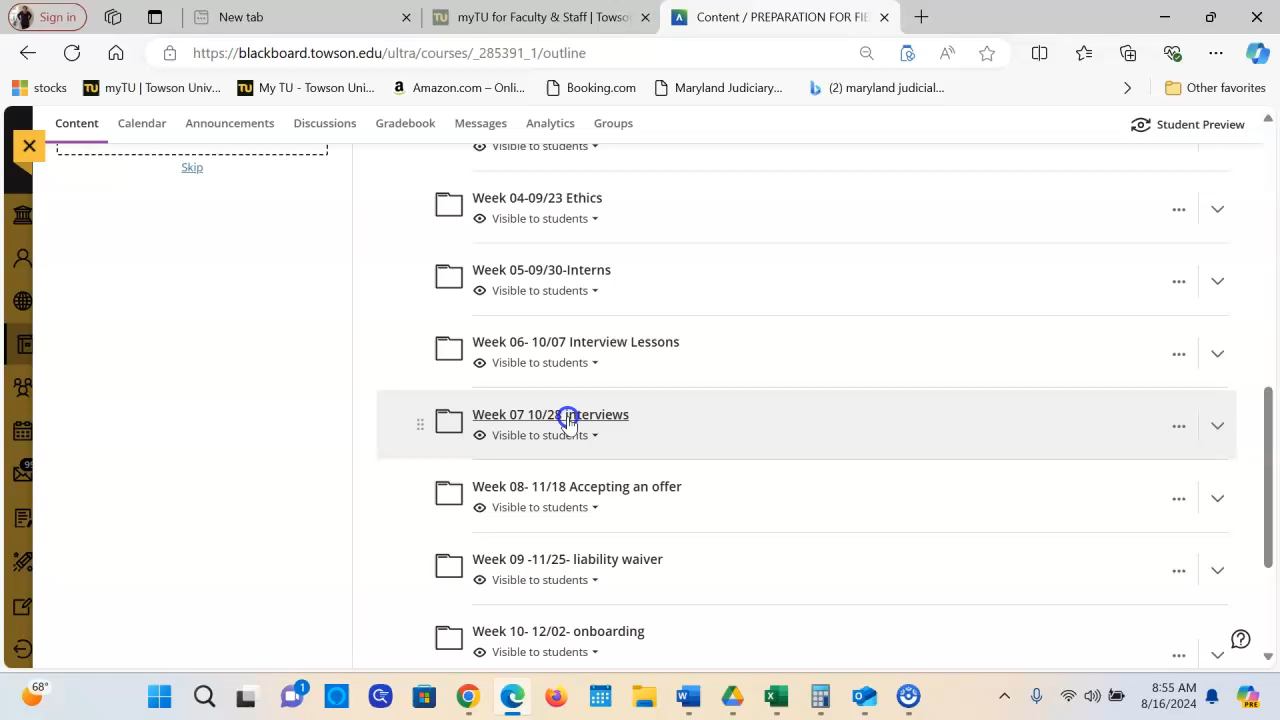 Sign in
New tab
myTU for Faculty & Staff | Towso
Content / PREPARATION FOR FIE
https://blackboard.towson.edu/ultra/courses/_285391_1/outline
stocks
myTU | Towson Univ...
My TU - Towson Uni...
Amazon.com – Onli...
Booking.com
Maryland Judiciary...
(2) maryland judicial...
Other favorites
Content
Calendar
Announcements
Discussions
Gradebook
Messages
Analytics
Groups
Student Preview
Skip
Visible to students
Week 04-09/23 Ethics
Visible to students
Week 05-09/30-Interns
Visible to students
Week 06- 10/07 Interview Lessons
Visible to students
Week 07 10/28 interviews
Visible to students
Week 08- 11/18 Accepting an offer
Visible to students
Week 09 -11/25- liability waiver
Visible to students
Week 10- 12/02- onboarding
Visible to students
68°
1
8:55 AM
8/16/2024
PRE